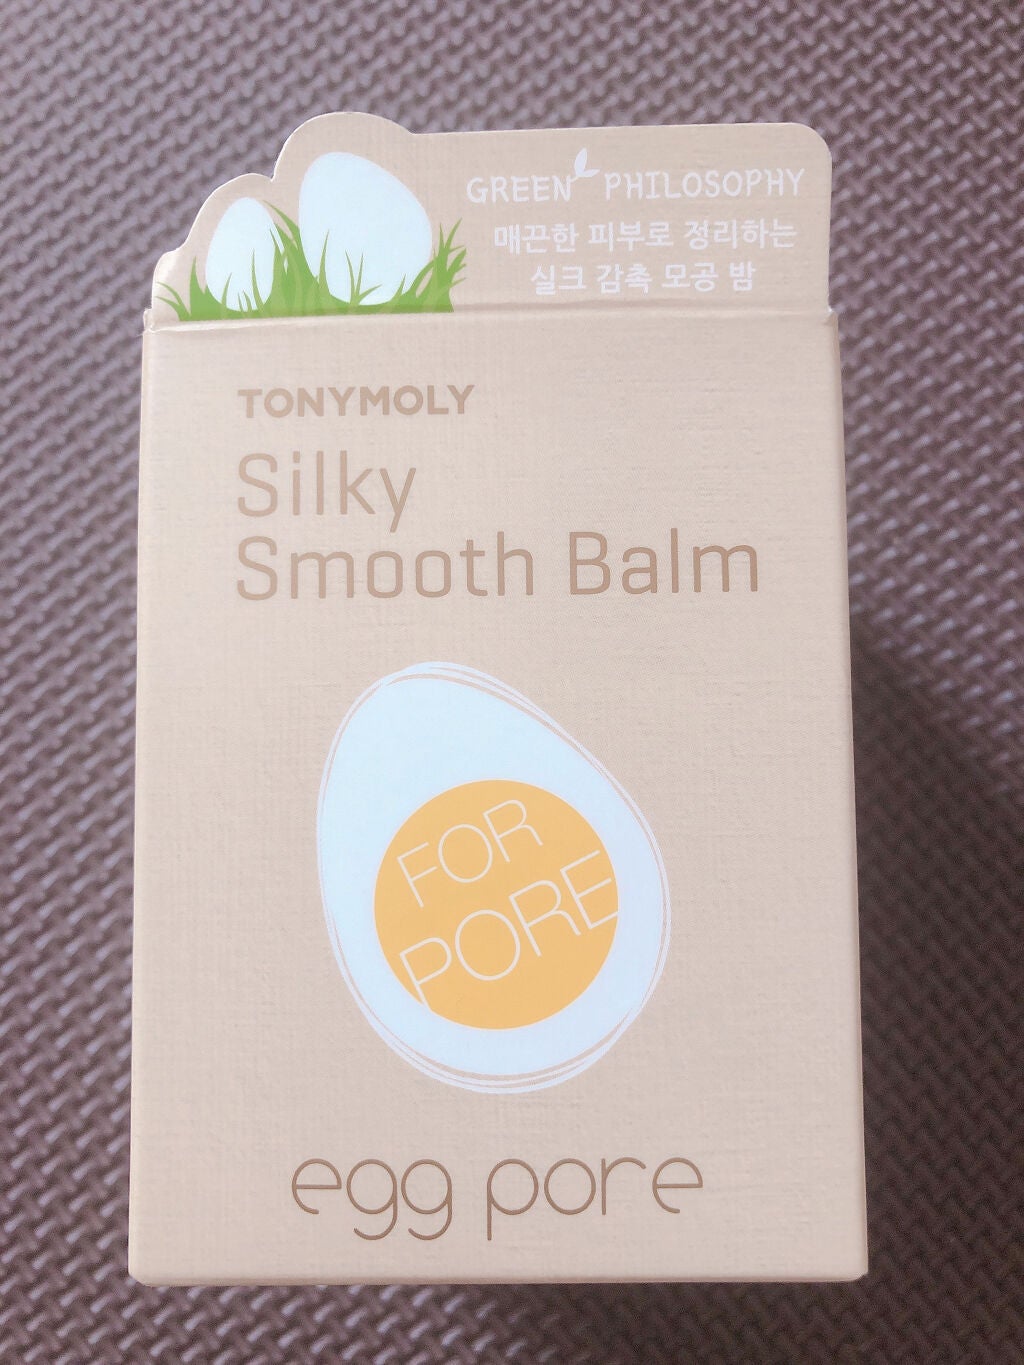 GREEN PHILOSOPHY
매끈한 피부로 정리하는
실크 감촉 모공 밤
TONYMOLY
Silky
Smooth Balm
FOR
PORE
egg pore